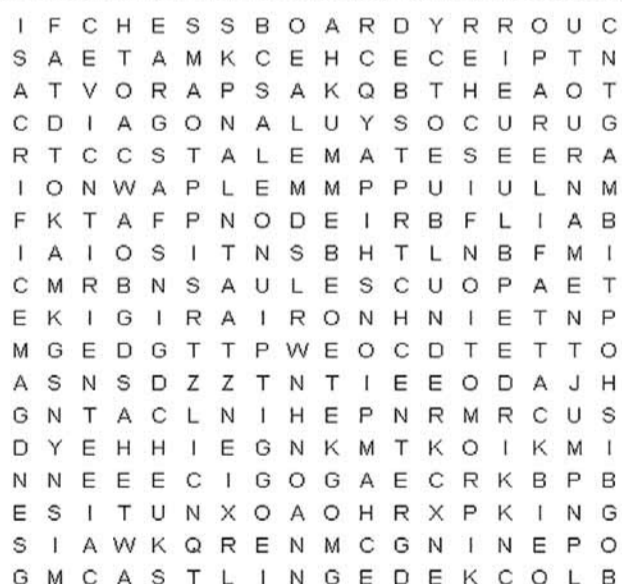 I F C H E S S B O A R D Y R R O U C
S A E T A M K C E H C E C E I P T N
A T V O R A P S A K Q B T H E A O T
C D I A G O N A L U Y S O C U R U G
R T C C S T A L E M A T E S E E R A
I O N W A P L E M M P P U I U L N M
F K T A F P N O D E I R B F L I A B
I A I O S I T N S B H T L N B F M I
C M R B N S A U L E S C U O P A E T
E K I G I R A I R O N H N I E T N P
M G E D G T T P W E O C D T E T T O
A S N S D Z Z T N T I E E O D A J H
G N T A C L N I H E P N R M R C U S
D Y E H H I E G N K M T K O I K M I
N N E E E C I G O G A E C R K B P B
E S I T U N X O A O H R X P K I N G
S I A W K Q R E N M C G N I N E P O
G M C A S T L I N G E D E K C O L B